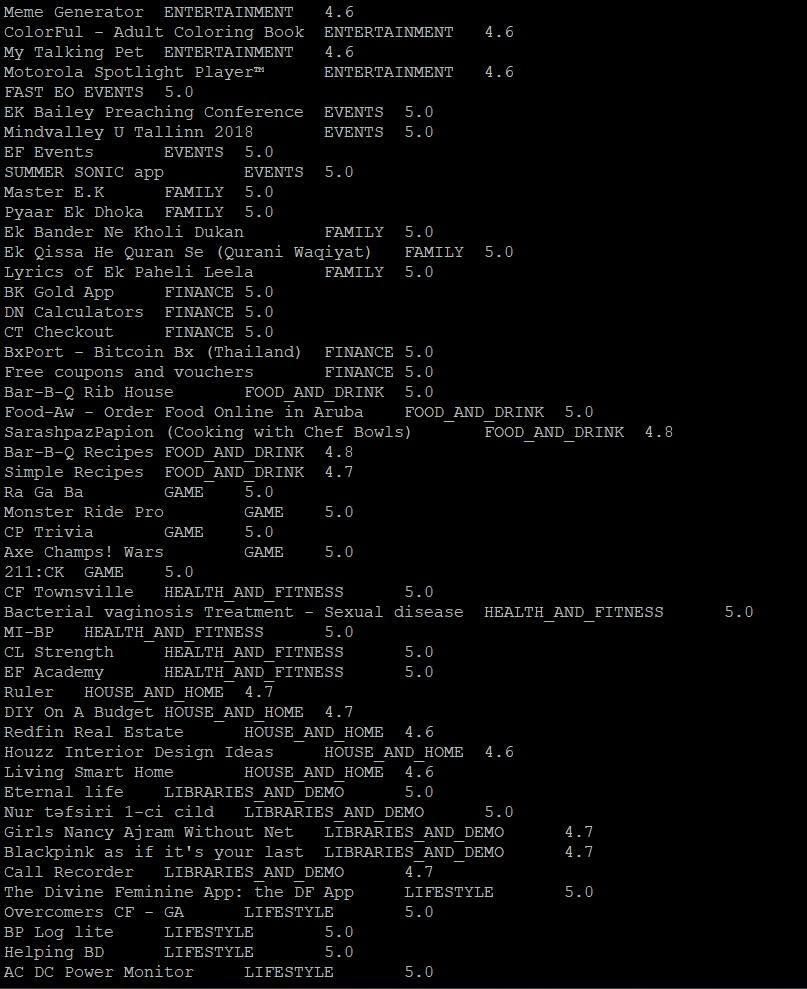 Meme Generator ENTERTAINMENT 4.6
ColorFul - Adult Coloring Book ENTERTAINMENT 4.6
My Talking Pet ENTERTAINMENT 4.6
Motorola Spotlight Player™ ENTERTAINMENT 4.6
FAST EO EVENTS 5.0
EK Bailey Preaching Conference EVENTS 5.0
Mindvalley U Tallinn 2018 EVENTS 5.0
EF Events EVENTS 5.0
SUMMER SONIC app EVENTS 5.0
Master E.K FAMILY 5.0
Pyaar Ek Dhoka FAMILY 5.0
Ek Bander Ne Kholi Dukan FAMILY 5.0
Ek Qissa He Quran Se (Qurani Waqiyat) FAMILY 5.0
Lyrics of Ek Paheli Leela FAMILY 5.0
BK Gold App FINANCE 5.0
DN Calculators FINANCE 5.0
CT Checkout FINANCE 5.0
BxPort - Bitcoin Bx (Thailand) FINANCE 5.0
Free coupons and vouchers FINANCE 5.0
Bar-B-Q Rib House FOOD_AND_DRINK 5.0
Food-Aw - Order Food Online in Aruba FOOD_AND_DRINK 5.0
SarashpazPapion (Cooking with Chef Bowls) FOOD_AND_DRINK 4.8
Bar-B-Q Recipes FOOD_AND_DRINK 4.8
Simple Recipes FOOD_AND_DRINK 4.7
Ra Ga Ba GAME 5.0
Monster Ride Pro GAME 5.0
CP Trivia GAME 5.0
Axe Champs! Wars GAME 5.0
211:CK GAME 5.0
CF Townsville HEALTH_AND_FITNESS 5.0
Bacterial vaginosis Treatment - Sexual disease HEALTH_AND_FITNESS 5.0
MI-BP HEALTH_AND_FITNESS 5.0
CL Strength HEALTH_AND_FITNESS 5.0
EF Academy HEALTH_AND_FITNESS 5.0
Ruler HOUSE_AND_HOME 4.7
DIY On A Budget HOUSE_AND_HOME 4.7
Redfin Real Estate HOUSE_AND_HOME 4.6
Houzz Interior Design Ideas HOUSE_AND_HOME 4.6
Living Smart Home HOUSE_AND_HOME 4.6
Eternal life LIBRARIES_AND_DEMO 5.0
Nur təfsiri 1-ci cild LIBRARIES_AND_DEMO 5.0
Girls Nancy Ajram Without Net LIBRARIES_AND_DEMO 4.7
Blackpink as if it's your last LIBRARIES_AND_DEMO 4.7
Call Recorder LIBRARIES_AND_DEMO 4.7
The Divine Feminine App: the DF App LIFESTYLE 5.0
Overcomers CF - GA LIFESTYLE 5.0
BP Log lite LIFESTYLE 5.0
Helping BD LIFESTYLE 5.0
AC DC Power Monitor LIFESTYLE 5.0